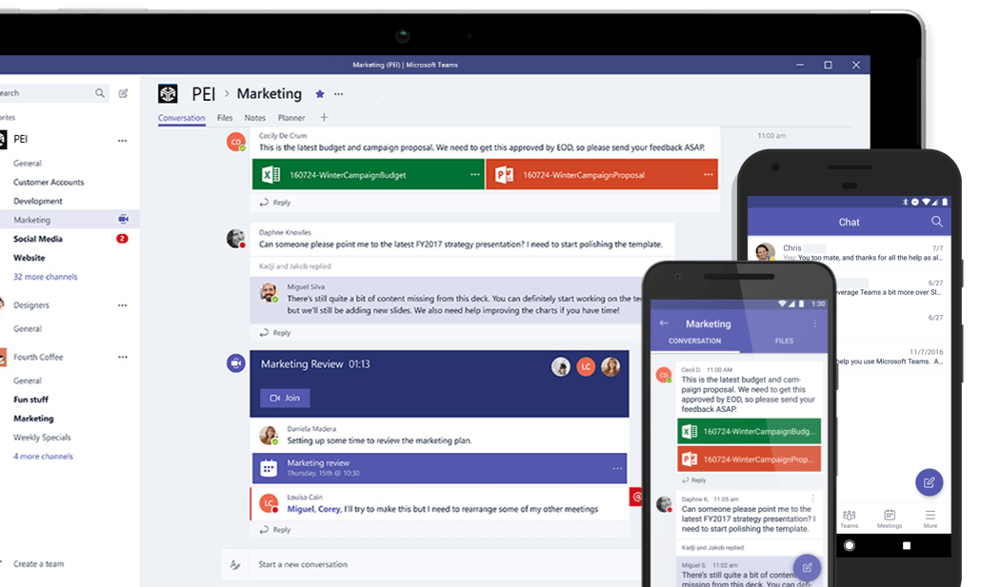 Marketing (PEI) | Microsoft Teams
earch
PEI > Marketing
Conversation Files Notes Planner
orites
PEI
General
Customer Accounts
Development
Marketing
Social Media 2
Website
32 more channels
Designers
General
Fourth Coffee
General
Fun stuff
Marketing
Weekly Specials
4 more channels
Create a team
11:00 am
CD
Cecily De Crum
This is the latest budget and campaign proposal. We need to get this approved by EOD, so please send your feedback ASAP.
160724-WinterCampaignBudget
160724-WinterCampaignProposal
Reply
Daphne Knowles
Can someone please point me to the latest FY2017 strategy presentation? I need to start polishing the template.
Kadji and Jakob replied
Miguel Silva
There's still quite a bit of content missing from this deck. You can definitely start working on the te
but we'll still be adding new slides. We also need help improving the charts if you have time!
Reply
Marketing Review 01:13
LC
Join
Daniela Madera
Setting up some time to review the marketing plan.
Marketing review
Thursday, 15th @ 10:30
LC
Louisa Cain
Miguel, Corey, I'll try to make this but I need to rearrange some of my other meetings
@
Reply
Start a new conversation
1:30
Marketing
CONVERSATION FILES
CD
Cecil D. 11:00 AM
This is the latest budget and cam-
paign proposal. We need to get this
approved by EOD, so please send your
feedback ASAP.
160724-WinterCampaignBudg...
160724-WinterCampaignProp...
Reply
Daphne K. 11:05 am
Can someone please point me to the
latest FY2017 strategy presentation? I
need to start polishing the template.
Kadji and Jakob replied
Miguel S. 11:02 am
There's still quite a bit of conten
missing from this deck. You can defi-
Chat
Chris 7/7
You: You too mate, and thanks for all the help as al...
6/27
everage Teams a bit more over Sl...
6/27
11/7/2016
help you use Microsoft Teams. A...
Teams Meetings More